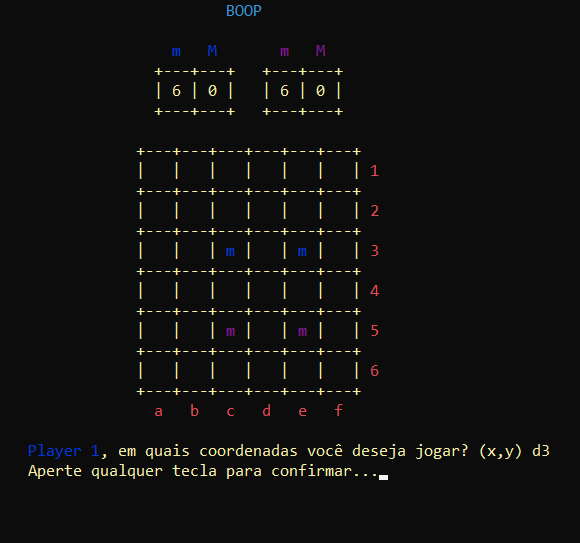 BOOP
m M m M
+---+---+ +---+---+
| 6 | 0 | | 6 | 0 |
+---+---+ +---+---+
+---+---+---+---+---+---+
| | | | | | | 1
+---+---+---+---+---+---+
| | | | | | | 2
+---+---+---+---+---+---+
| | | m | | m | | 3
+---+---+---+---+---+---+
| | | | | | | 4
+---+---+---+---+---+---+
| | | m | | m | | 5
+---+---+---+---+---+---+
| | | | | | | 6
+---+---+---+---+---+---+
a b c d e f
Player 1, em quais coordenadas você deseja jogar? (x,y) d3
Aperte qualquer tecla para confirmar...